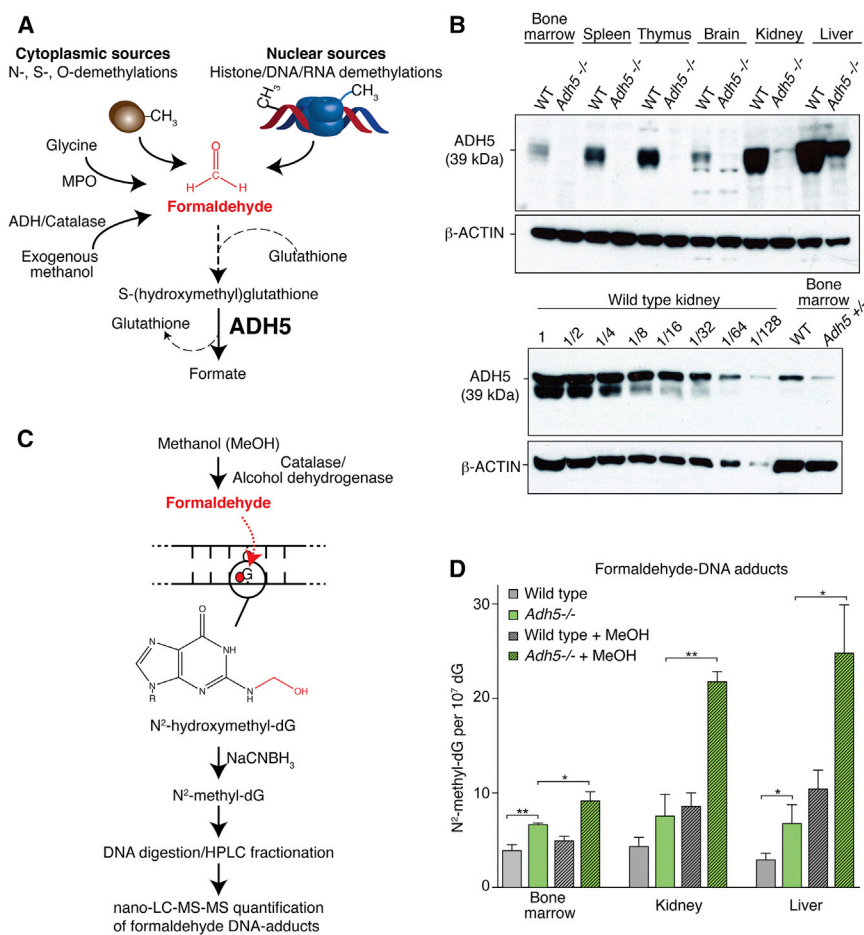 A
Cytoplasmic sources
N-, S-, O-demethylations
Nuclear sources
Histone/DNA/RNA demethylations
CH3
CH3
CH3
Glycine
MPO
O
H
C
H
Formaldehyde
ADH/Catalase
Exogenous
methanol
Glutathione
S-(hydroxymethyl)glutathione
Glutathione
ADH5
Formate
B
Bone
marrow
Spleen
Thymus
Brain
Kidney
Liver
WT
Adh5 -/-
WT
Adh5 -/-
WT
Adh5 -/-
WT
Adh5 -/-
WT
Adh5 -/-
WT
Adh5 -/-
ADH5
(39 kDa)
β-ACTIN
Wild type kidney
Bone
marrow
1
1/2
1/4
1/8
1/16
1/32
1/64
1/128
WT
Adh5 +/-
ADH5
(39 kDa)
β-ACTIN
C
Methanol (MeOH)
Catalase/
Alcohol dehydrogenase
Formaldehyde
C
G
O
N
NH
N
R
N
N
H
OH
N²-hydroxymethyl-dG
NaCNBH₃
N²-methyl-dG
DNA digestion/HPLC fractionation
nano-LC-MS-MS quantification
of formaldehyde DNA-adducts
D
Formaldehyde-DNA adducts
Wild type
Adh5-/-
Wild type + MeOH
Adh5-/- + MeOH
N²-methyl-dG per 10⁷ dG
30
20
10
0
**
*
**
*
*
Bone
marrow
Kidney
Liver